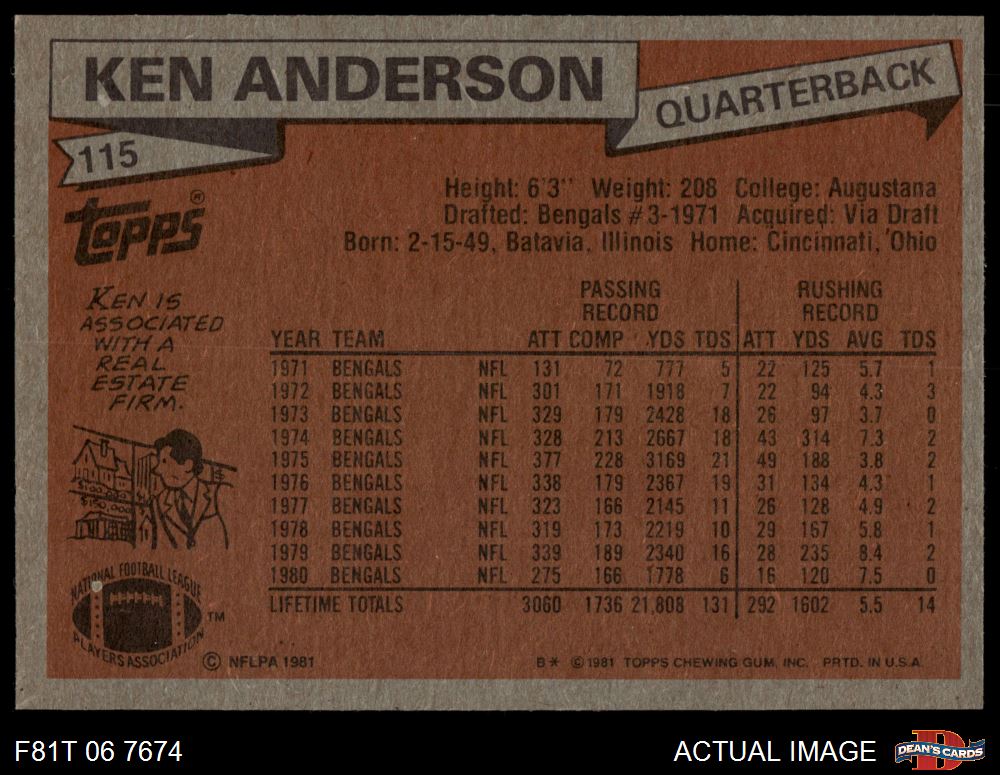 KEN ANDERSON
QUARTERBACK
115
TOPPS®
Height: 6'3" Weight: 208 College: Augustana
Drafted: Bengals #3-1971 Acquired: Via Draft
Born: 2-15-49, Batavia, Illinois Home: Cincinnati, Ohio
KEN IS
ASSOCIATED
WITH A
REAL
ESTATE
FIRM.
PASSING RECORD RUSHING RECORD
YEAR TEAM ATT COMP YDS TDS ATT YDS AVG TDS
1971 BENGALS NFL 131 72 777 5 22 125 5.7 1
1972 BENGALS NFL 301 171 1918 7 22 94 4.3 3
1973 BENGALS NFL 329 179 2428 18 26 97 3.7 0
1974 BENGALS NFL 328 213 2667 18 43 314 7.3 2
1975 BENGALS NFL 377 228 3169 21 49 188 3.8 2
1976 BENGALS NFL 338 179 2367 19 31 134 4.3 1
1977 BENGALS NFL 323 166 2145 11 26 128 4.9 2
1978 BENGALS NFL 319 173 2219 10 29 167 5.8 1
1979 BENGALS NFL 339 189 2340 16 28 235 8.4 2
1980 BENGALS NFL 275 166 1778 6 16 120 7.5 0
LIFETIME TOTALS 3060 1736 21,808 131 292 1602 5.5 14
NATIONAL FOOTBALL LEAGUE
PLAYERS ASSOCIATION
TM
© NFLPA 1981
B* © 1981 TOPPS CHEWING GUM, INC. PRTD. IN U.S.A.
F81T 06 7674
ACTUAL IMAGE
DEAN'S CARDS